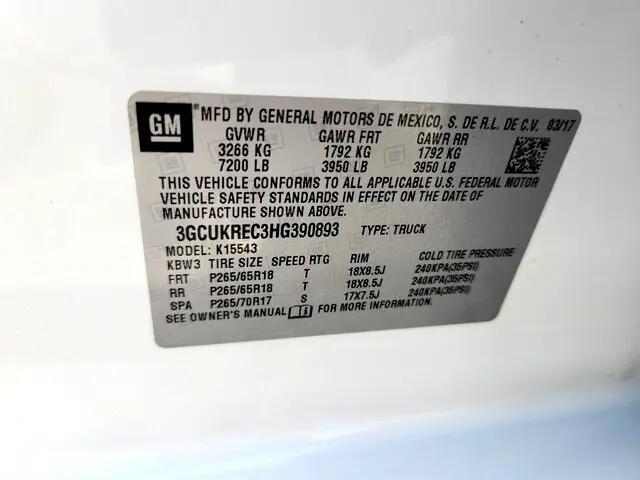 GM MFD BY GENERAL MOTORS DE MEXICO, S. DE R.L. DE C.V. 03/17
GVWR GAWR FRT GAWR RR
3266 KG 1792 KG 1792 KG
7200 LB 3950 LB 3950 LB
THIS VEHICLE CONFORMS TO ALL APPLICABLE U.S. FEDERAL MOTOR
VEHICLE SAFETY STANDARDS IN EFFECT ON THE DATE OF
MANUFACTURE SHOWN ABOVE.
3GCUKREC3HG390893 TYPE: TRUCK
MODEL: K15543
KBW3 TIRE SIZE SPEED RTG RIM COLD TIRE PRESSURE
FRT P265/65R18 T 18X8.5J 240KPA(35PSI)
RR P265/65R18 T 18X8.5J 240KPA(35PSI)
SPA P265/70R17 S 17X7.5J 240KPA(35PSI)
SEE OWNER'S MANUAL FOR MORE INFORMATION.